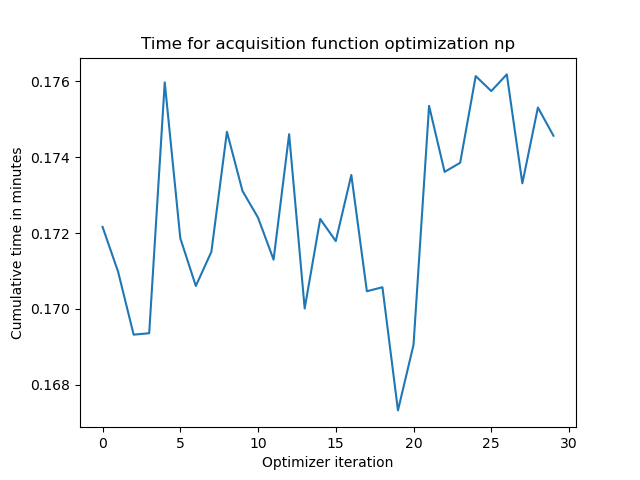 Time for acquisition function optimization np
Cumulative time in minutes
0.176
0.174
0.172
0.170
0.168
0 5 10 15 20 25 30
Optimizer iteration